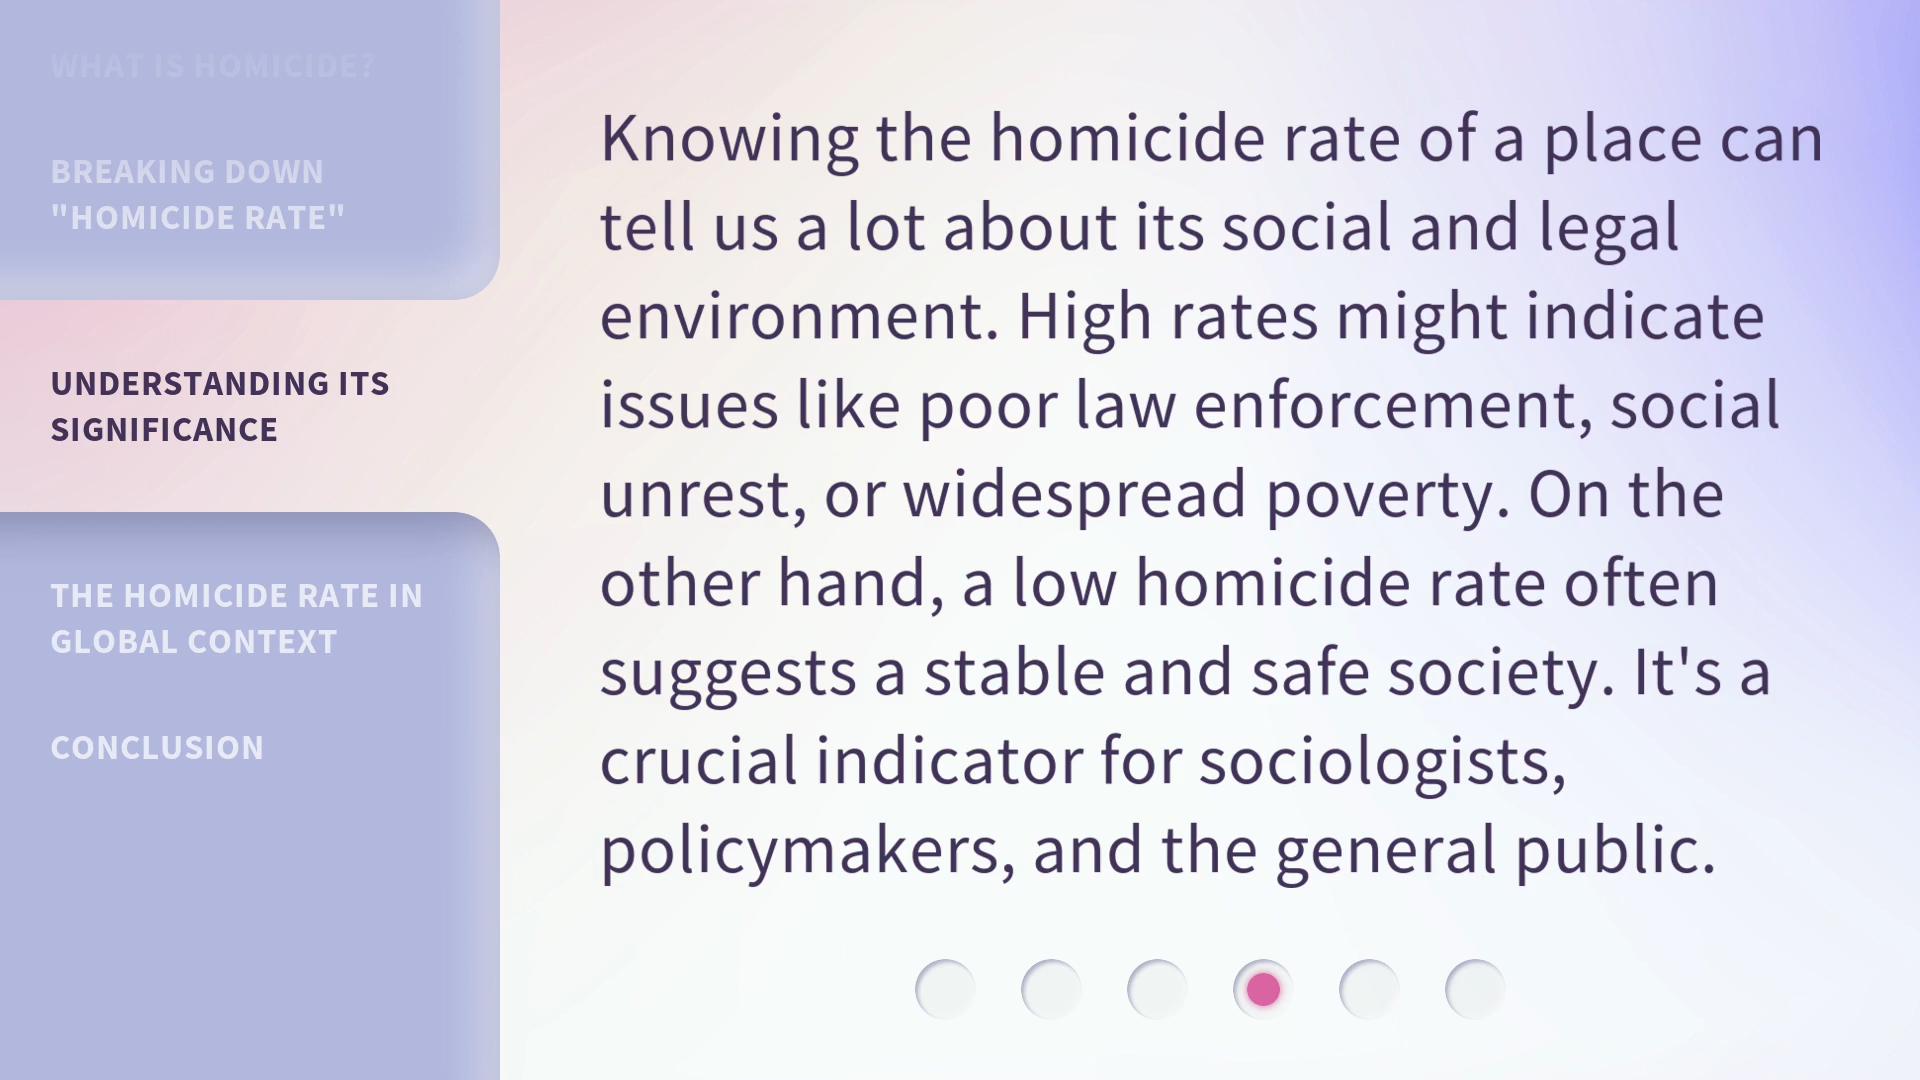 WHAT IS HOMICIDE?
BREAKING DOWN
"HOMICIDE RATE"
UNDERSTANDING ITS
SIGNIFICANCE
THE HOMICIDE RATE IN
GLOBAL CONTEXT
CONCLUSION
Knowing the homicide rate of a place can
tell us a lot about its social and legal
environment. High rates might indicate
issues like poor law enforcement, social
unrest, or widespread poverty. On the
other hand, a low homicide rate often
suggests a stable and safe society. It's a
crucial indicator for sociologists,
policymakers, and the general public.